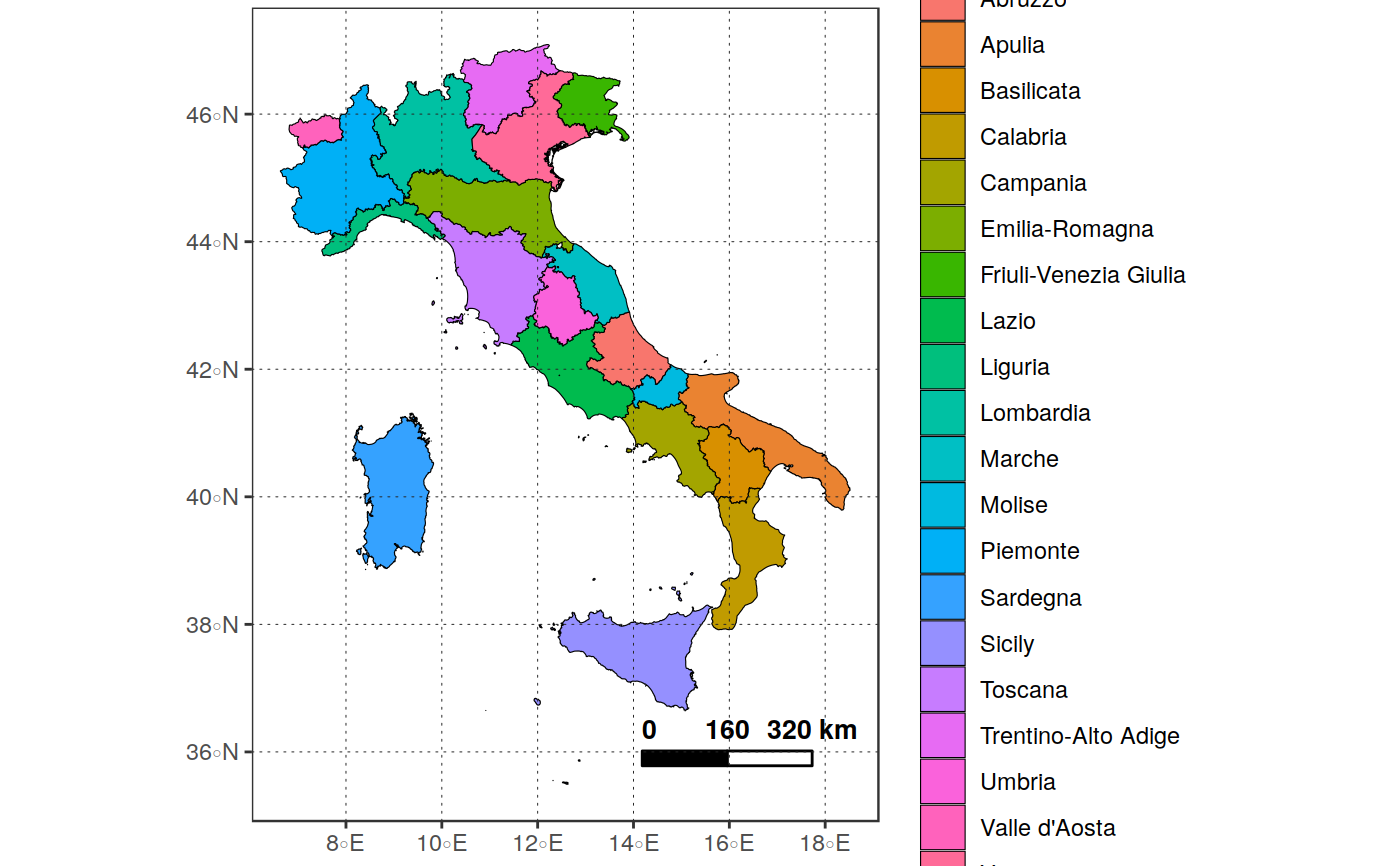 46○N
44○N
42○N
40○N
38○N
36○N
8○E 10○E 12○E 14○E 16○E 18○E
0 160 320 km
Abruzzo
Apulia
Basilicata
Calabria
Campania
Emilia-Romagna
Friuli-Venezia Giulia
Lazio
Liguria
Lombardia
Marche
Molise
Piemonte
Sardegna
Sicily
Toscana
Trentino-Alto Adige
Umbria
Valle d'Aosta